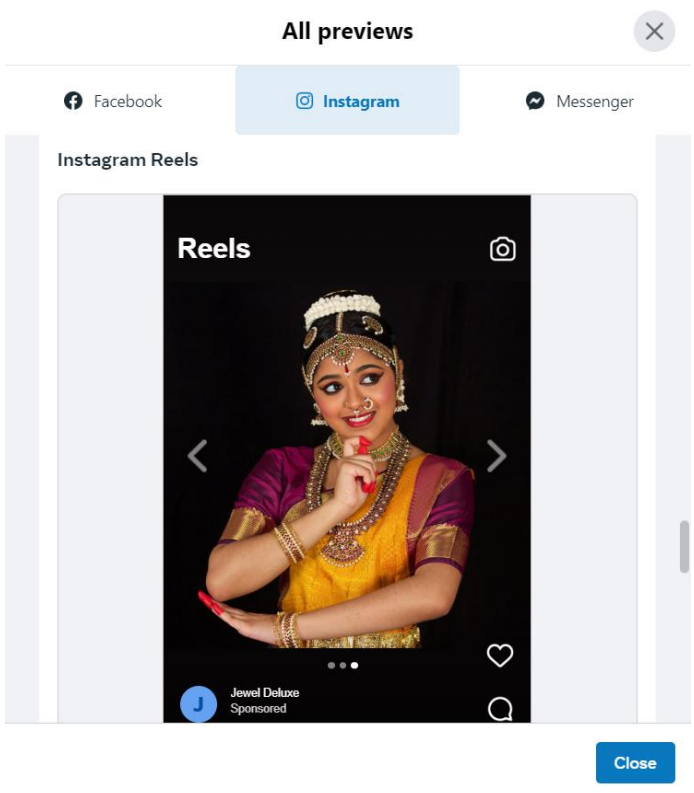 All previews
Facebook
Instagram
Messenger
Instagram Reels
Reels
J
Jewel Deluxe
Sponsored
Close